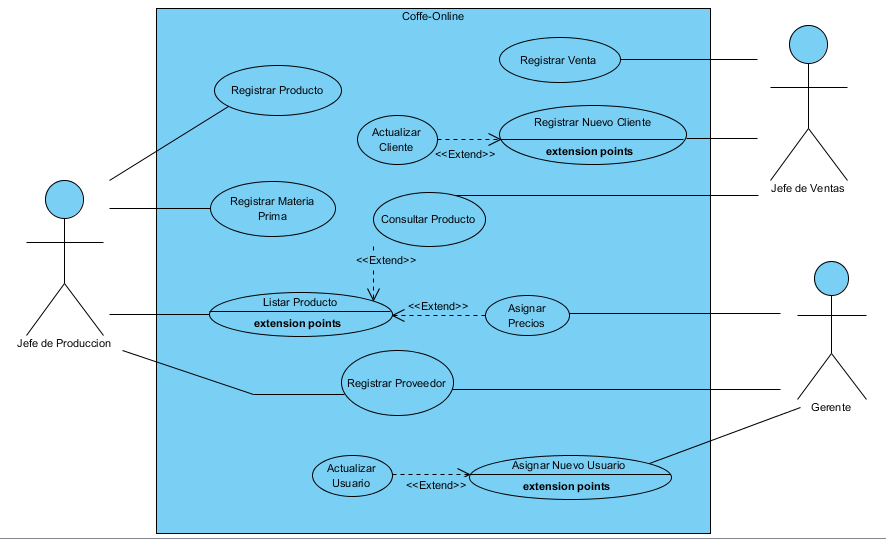 Coffe-Online
Registrar Venta
Registrar Producto
Actualizar
Cliente
<<Extend>>
Registrar Nuevo Cliente
extension points
Jefe de Ventas
Registrar Materia
Prima
Consultar Producto
<<Extend>>
Listar Producto
extension points
<<Extend>>
Asignar
Precios
Jefe de Produccion
Registrar Proveedor
Gerente
Actualizar
Usuario
<<Extend>>
Asignar Nuevo Usuario
extension points